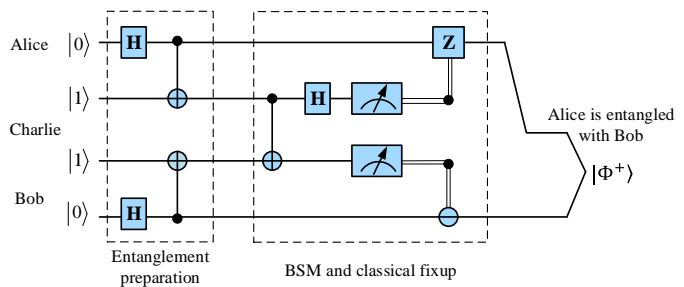 Alice |0⟩ H Z
|1⟩ H
Alice is entangled
with Bob
Charlie
|Φ⁺⟩
|1⟩
Bob
|0⟩ H
Entanglement
preparation
BSM and classical fixup